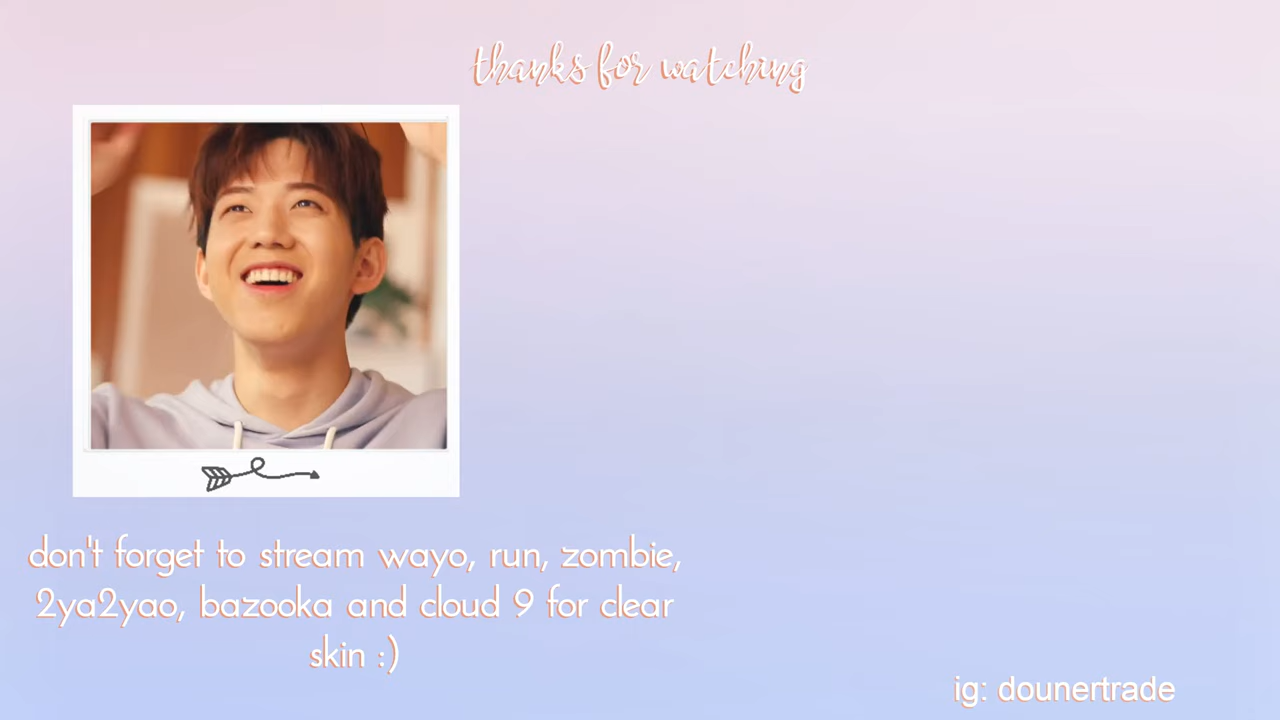 thanks for watching
don't forget to stream wayo, run, zombie,
2ya2yao, bazooka and cloud 9 for clear
skin :)
ig: dounertrade